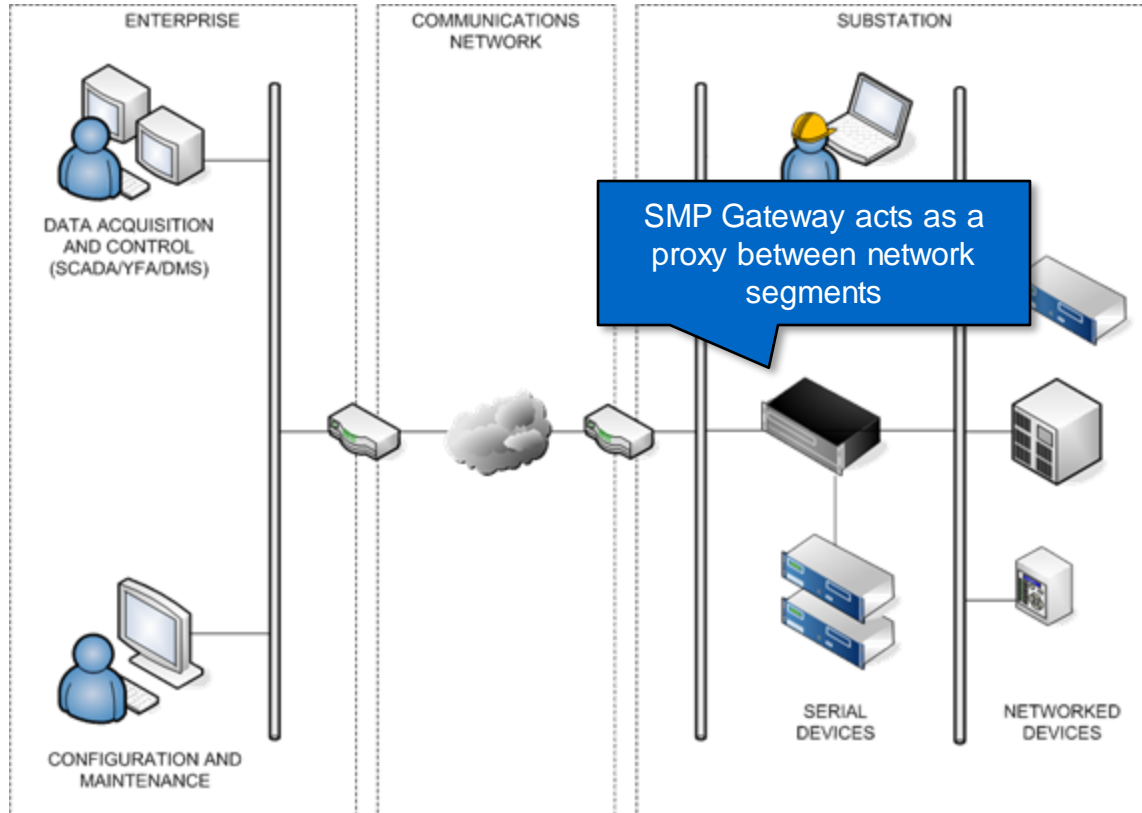 ENTERPRISE
COMMUNICATIONS
NETWORK
SUBSTATION
DATA ACQUISITION
AND CONTROL
(SCADA/YFA/DMS)
SMP Gateway acts as a
proxy between network
segments
SERIAL
DEVICES
NETWORKED
DEVICES
CONFIGURATION AND
MAINTENANCE